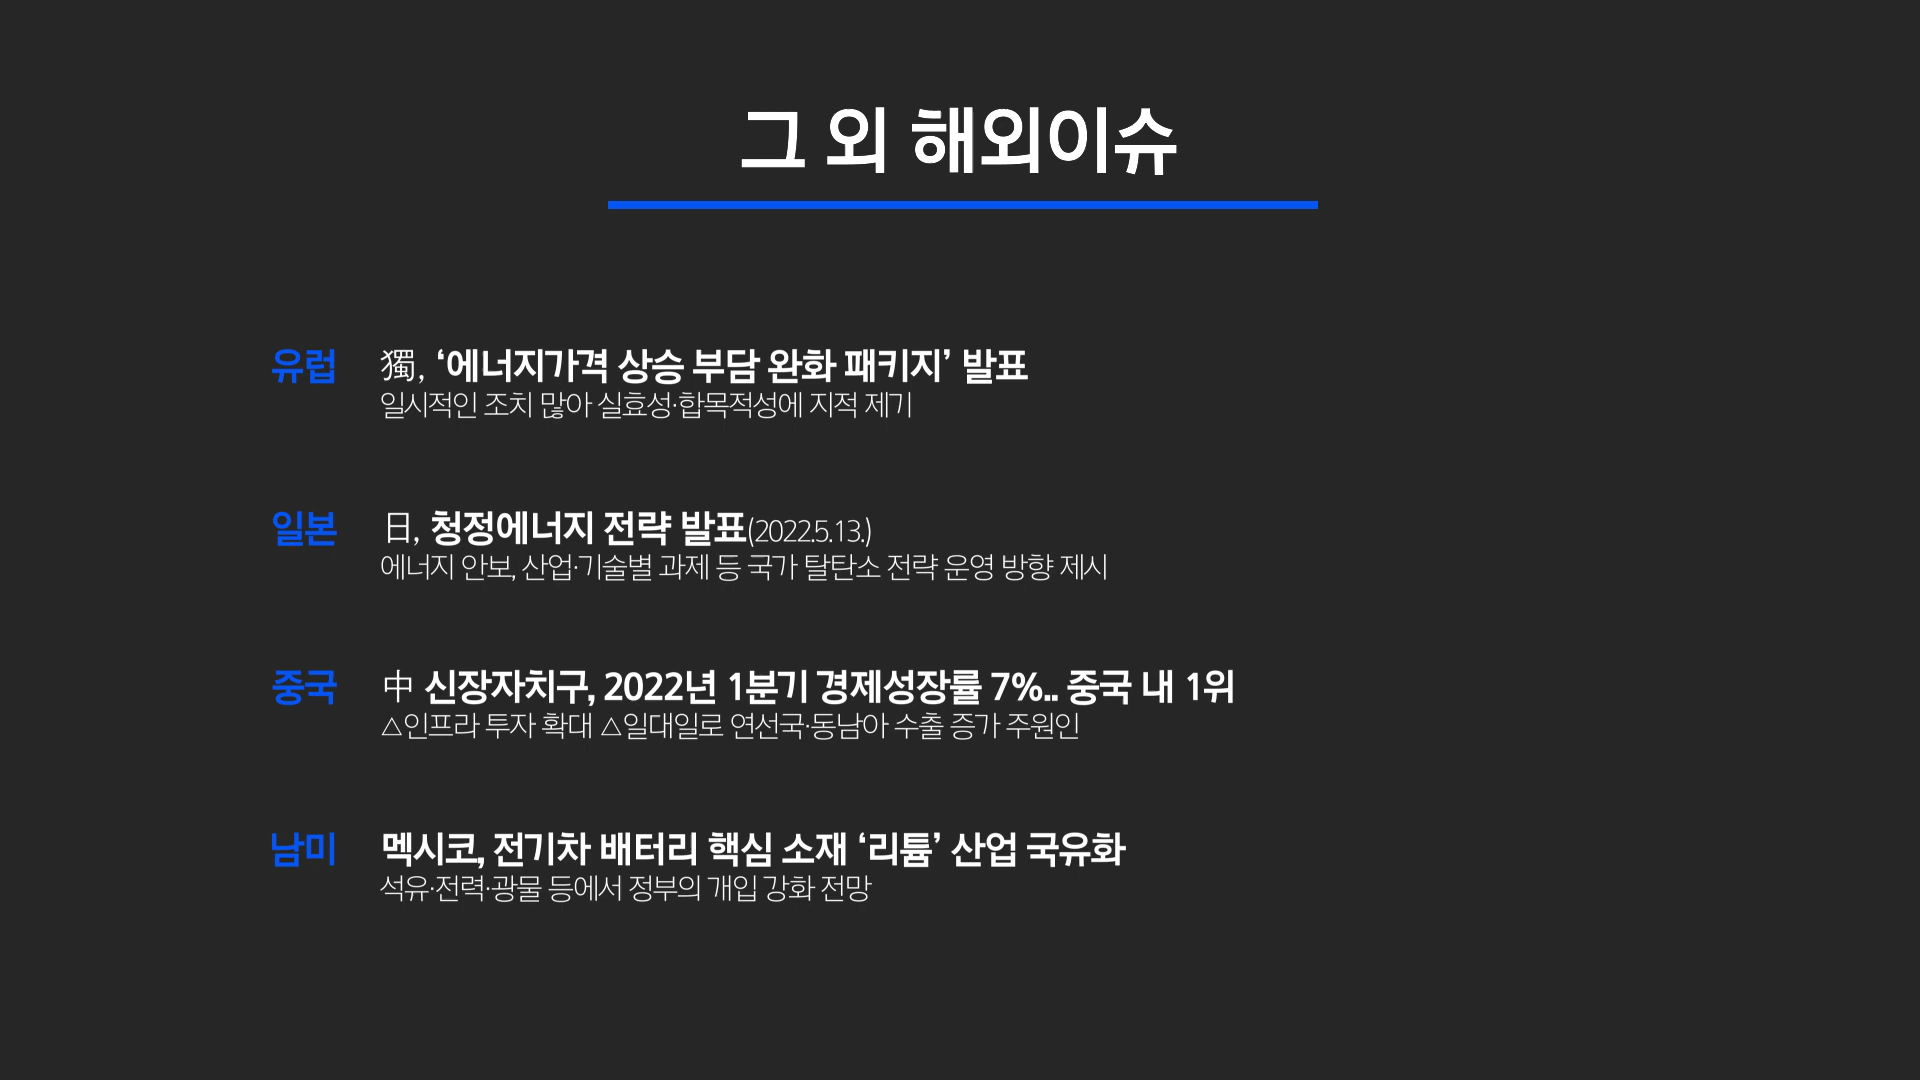 그 외 해외이슈
유럽 獨, ‘에너지가격 상승 부담 완화 패키지’ 발표
일시적인 조치 많아 실효성·합목적성에 지적 제기
일본 日, 청정에너지 전략 발표(2022.5.13.)
에너지 안보, 산업·기술별 과제 등 국가 탈탄소 전략 운영 방향 제시
중국 中 신장자치구, 2022년 1분기 경제성장률 7%.. 중국 내 1위
△인프라 투자 확대 △일대일로 연선국·동남아 수출 증가 주원인
남미 멕시코, 전기차 배터리 핵심 소재 ‘리튬’ 산업 국유화
석유·전력·광물 등에서 정부의 개입 강화 전망